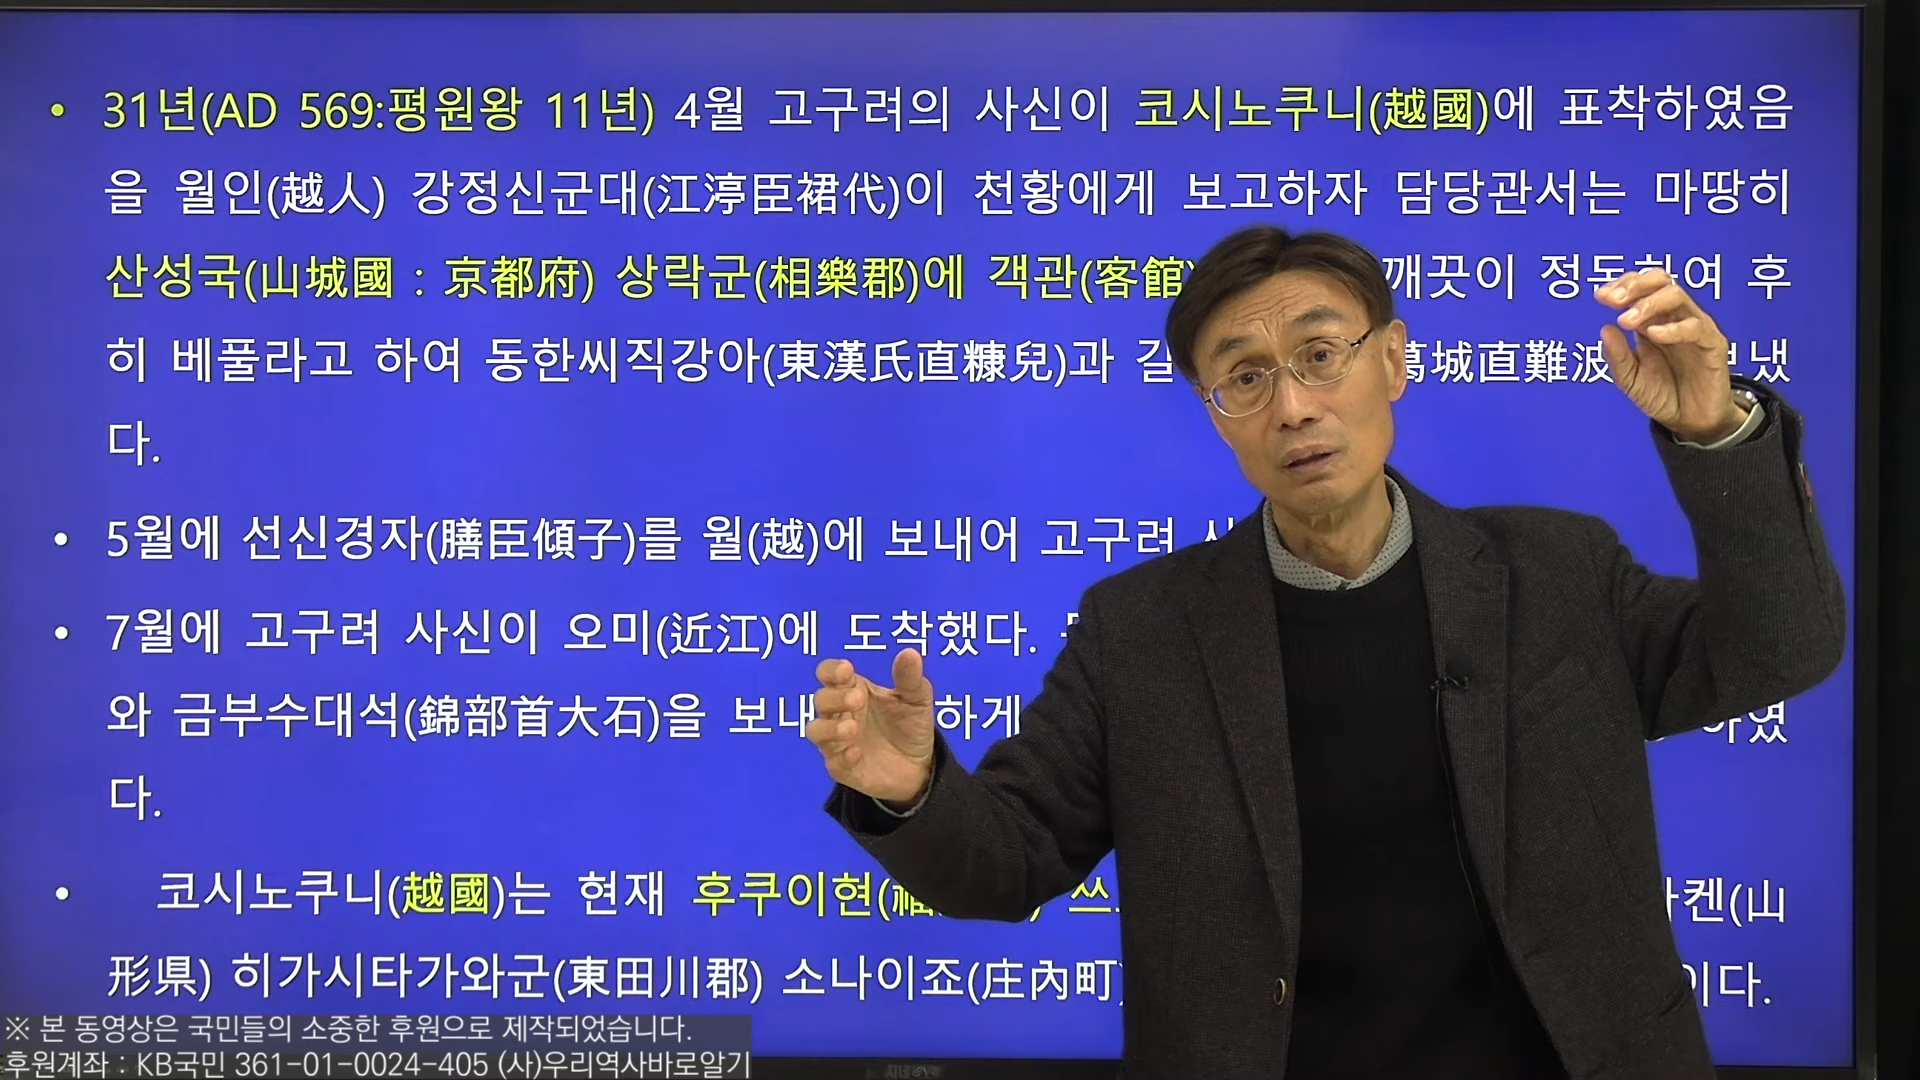 • 31년(AD 569:평원왕 11년) 4월 고구려의 사신이 코시노쿠니(越國)에 표착하였음
을 월인(越人) 강정신군대(江渟臣裙代)이 천황에게 보고하자 담당관서는 마땅히
산성국(山城國 : 京都府) 상락군(相樂郡)에 객관(客館 깨끗이 정돈하여 후
히 베풀라고 하여 동한씨직강아(東漢氏直糠兒)과 갈 葛城直難波 보냈
다.
• 5월에 선신경자(膳臣傾子)를 월(越)에 보내어 고구려
• 7월에 고구려 사신이 오미(近江)에 도착했다.
와 금부수대석(錦部首大石)을 보내 하게 하였
다.
• 코시노쿠니(越國)는 현재 후쿠이현(福 (山
形県) 히가시타가와군(東田川郡) 소나이죠(庄內町) 이다.
※ 본 동영상은 국민들의 소중한 후원으로 제작되었습니다.
후원계좌 : KB국민 361-01-0024-405 (사)우리역사바로알기